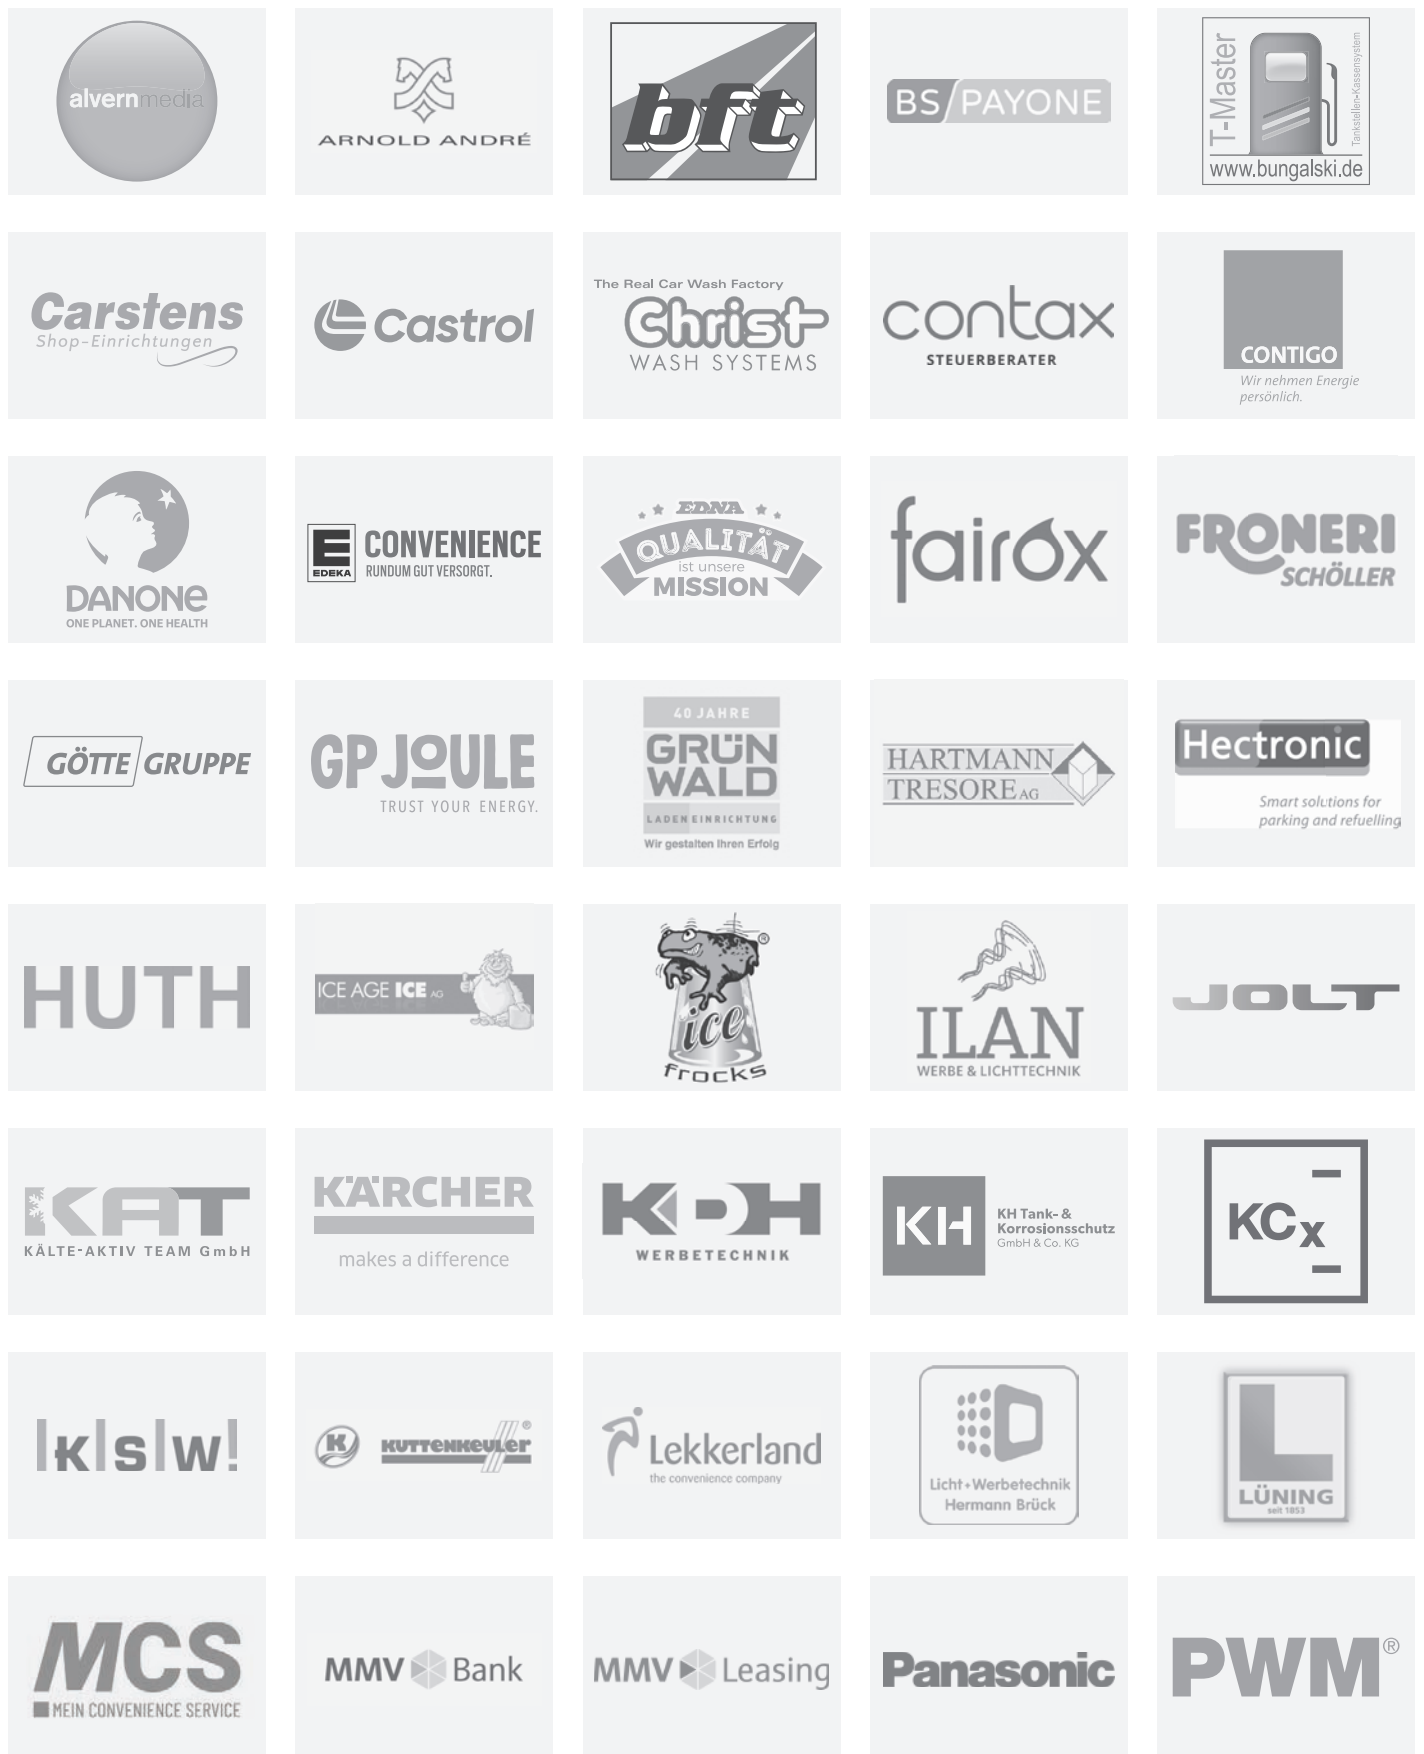 alvernmedia
ARNOLD ANDRÉ
bft
BS/PAYONE
T-Master
Tankstellen-Kassensystem
www.bungalski.de
Carstens
Shop-Einrichtungen
Castrol
The Real Car Wash Factory
Christ
WASH SYSTEMS
contax
STEUERBERATER
CONTIGO
Wir nehmen Energie
persönlich.
DANONE
ONE PLANET. ONE HEALTH
E
EDEKA
CONVENIENCE
RUNDUM GUT VERSORGT.
EDNA
QUALITÄT
ist unsere
MISSION
fairox
FRONERI
SCHÖLLER
GÖTTE GRUPPE
GP JOULE
TRUST YOUR ENERGY.
40 JAHRE
GRÜN
WALD
LADENEINRICHTUNG
Wir gestalten Ihren Erfolg
HARTMANN
TRESORE AG
Hectronic
Smart solutions for
parking and refuelling
HUTH
ICE AGE ICE AG
®
ice
frocks
ILAN
WERBE & LICHTTECHNIK
JOLT
KAT
KÄLTE-AKTIV TEAM GmbH
KÄRCHER
makes a difference
KDH
WERBETECHNIK
KH
KH Tank- &
Korrosionsschutz
GmbH & Co. KG
KCx
|K|S|W!
K
KUTTENKEULER®
Lekkerland
the convenience company
Licht+Werbetechnik
Hermann Brück
L
LÜNING
seit 1853
MCS
MEIN CONVENIENCE SERVICE
MMV Bank
MMV Leasing
Panasonic
PWM®